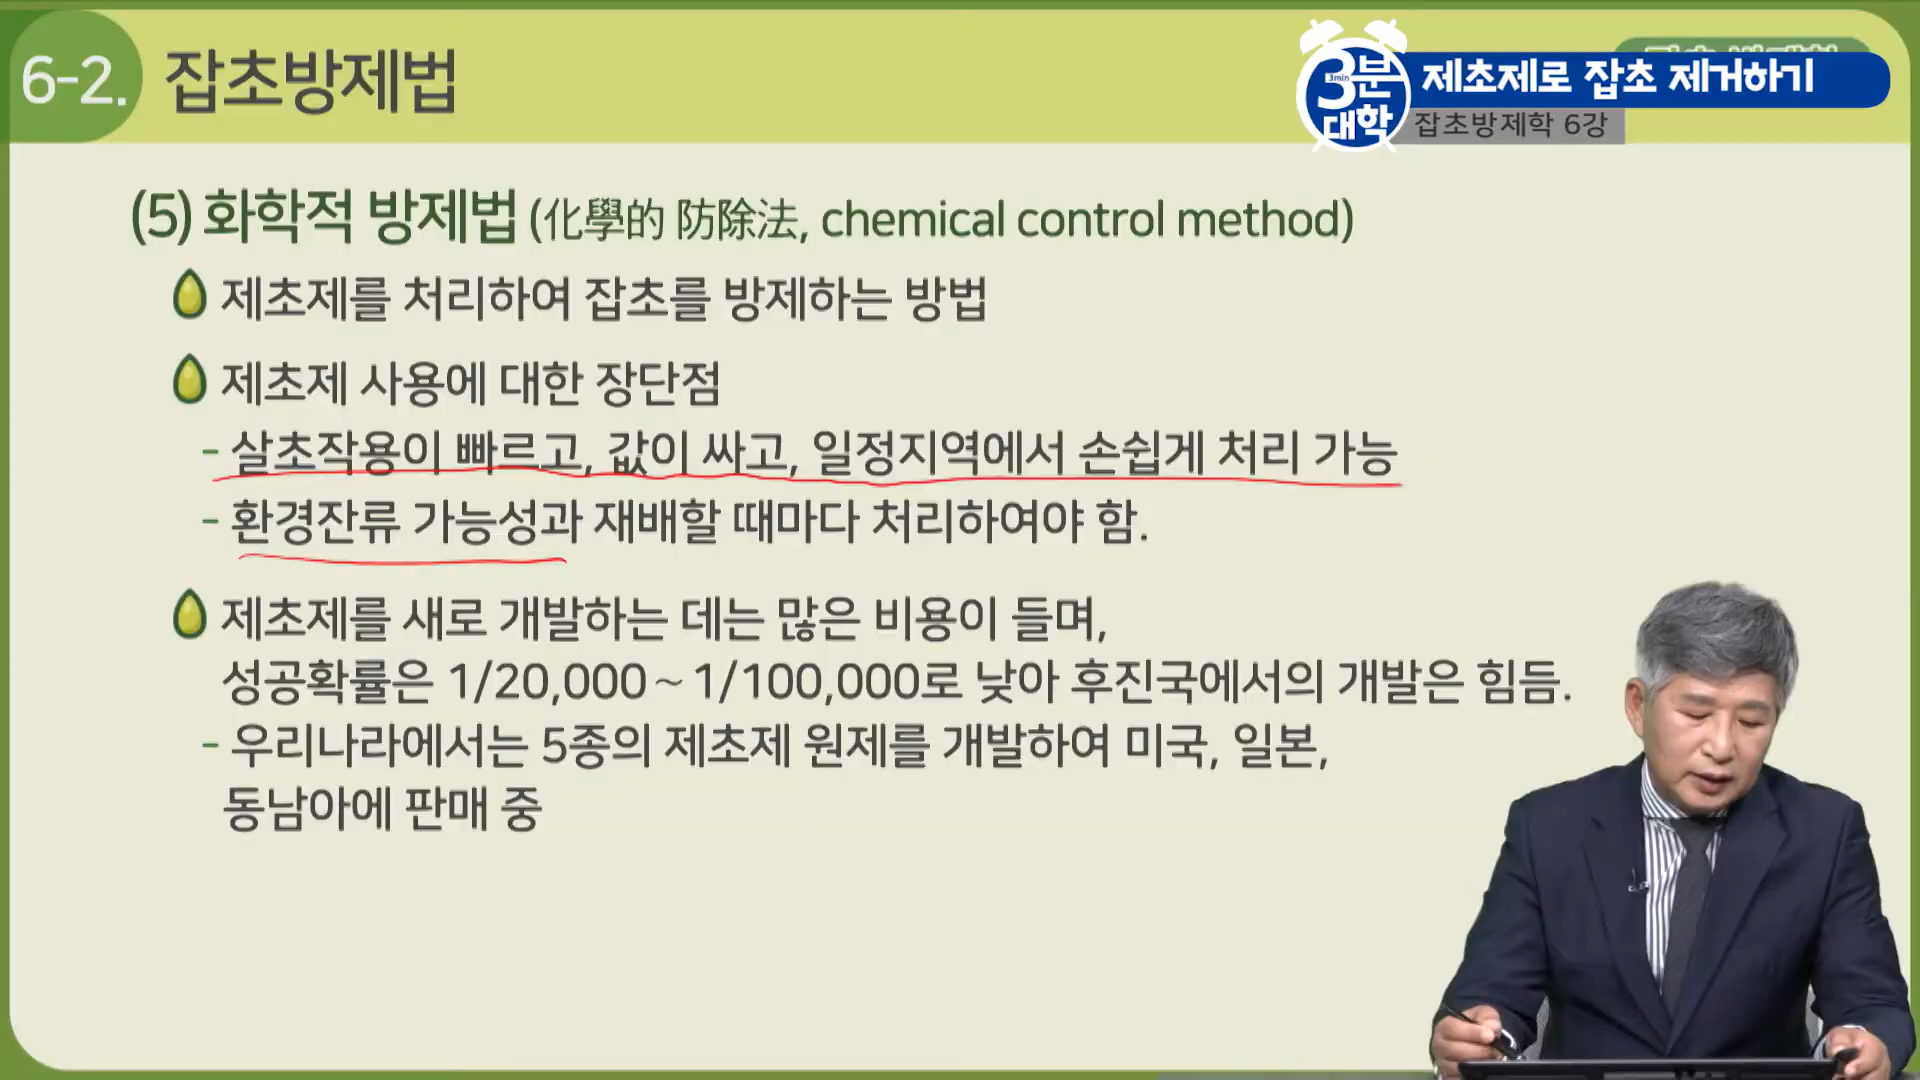 6-2. 잡초방제법
3분
3min
대학
제초제로 잡초 제거하기
잡초방제학 6강
(5) 화학적 방제법 (化學的 防除法, chemical control method)
제초제를 처리하여 잡초를 방제하는 방법
제초제 사용에 대한 장단점
- 살초작용이 빠르고, 값이 싸고, 일정지역에서 손쉽게 처리 가능
- 환경잔류 가능성과 재배할 때마다 처리하여야 함.
제초제를 새로 개발하는 데는 많은 비용이 들며,
성공확률은 1/20,000~1/100,000로 낮아 후진국에서의 개발은 힘듬.
- 우리나라에서는 5종의 제초제 원제를 개발하여 미국, 일본,
동남아에 판매 중